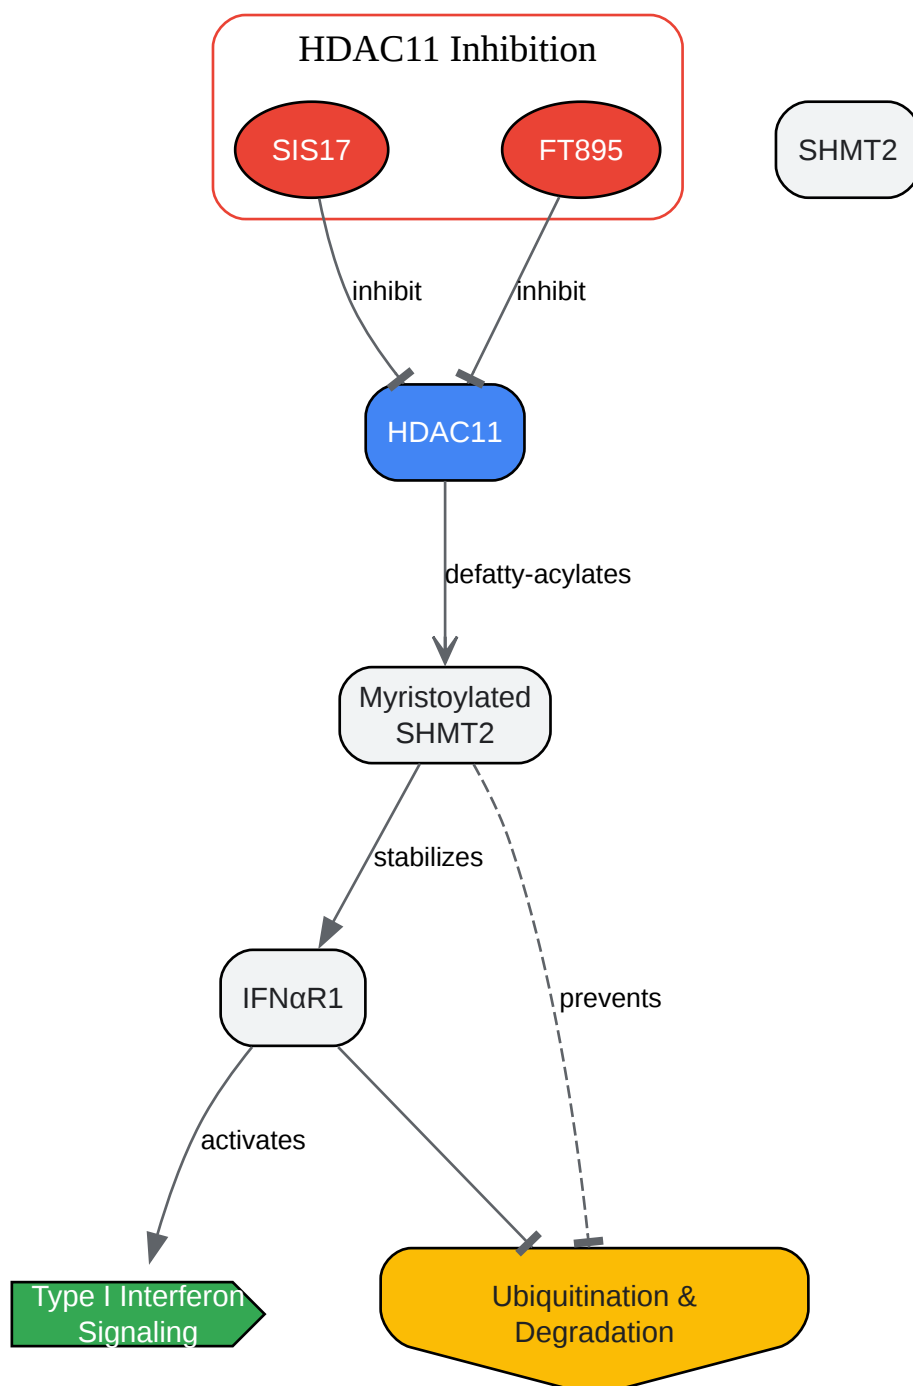 HDAC11 Inhibition
SIS17
FT895
SHMT2
inhibit
inhibit
HDAC11
defatty-acylates
Myristoylated
SHMT2
stabilizes
IFNαR1
prevents
activates
Type I Interferon
Signaling
Ubiquitination &
Degradation